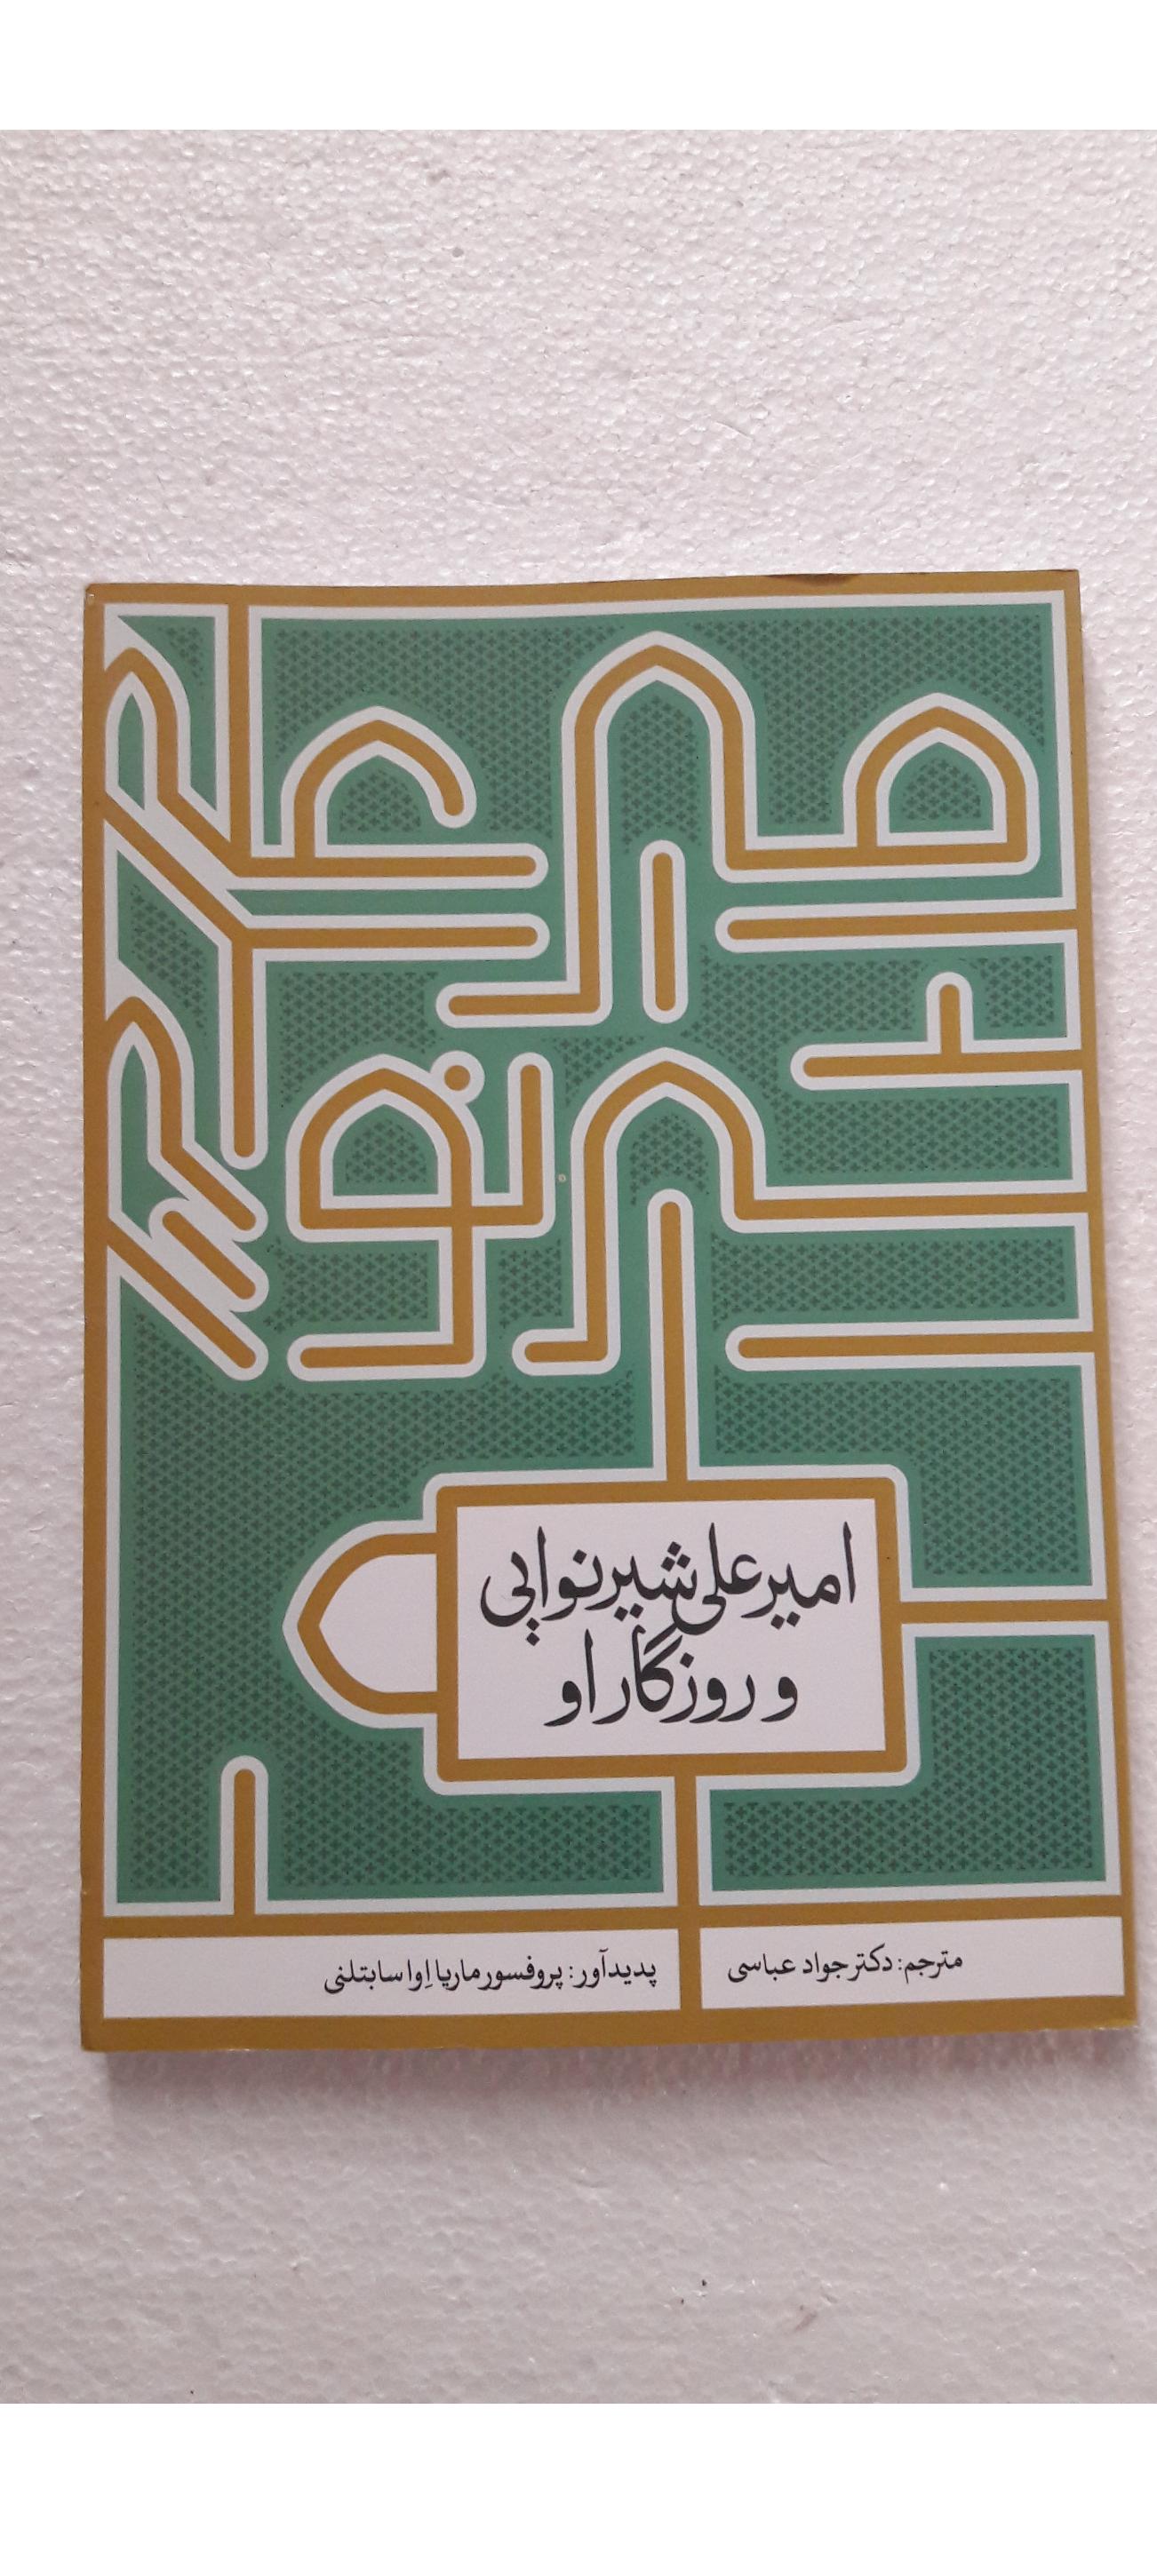 امیرعلی‌شیرنوایی
و روزگار او
مترجم: دکتر جواد عباسی
پدیدآور: پروفسور ماریا اِوا سابتلنی